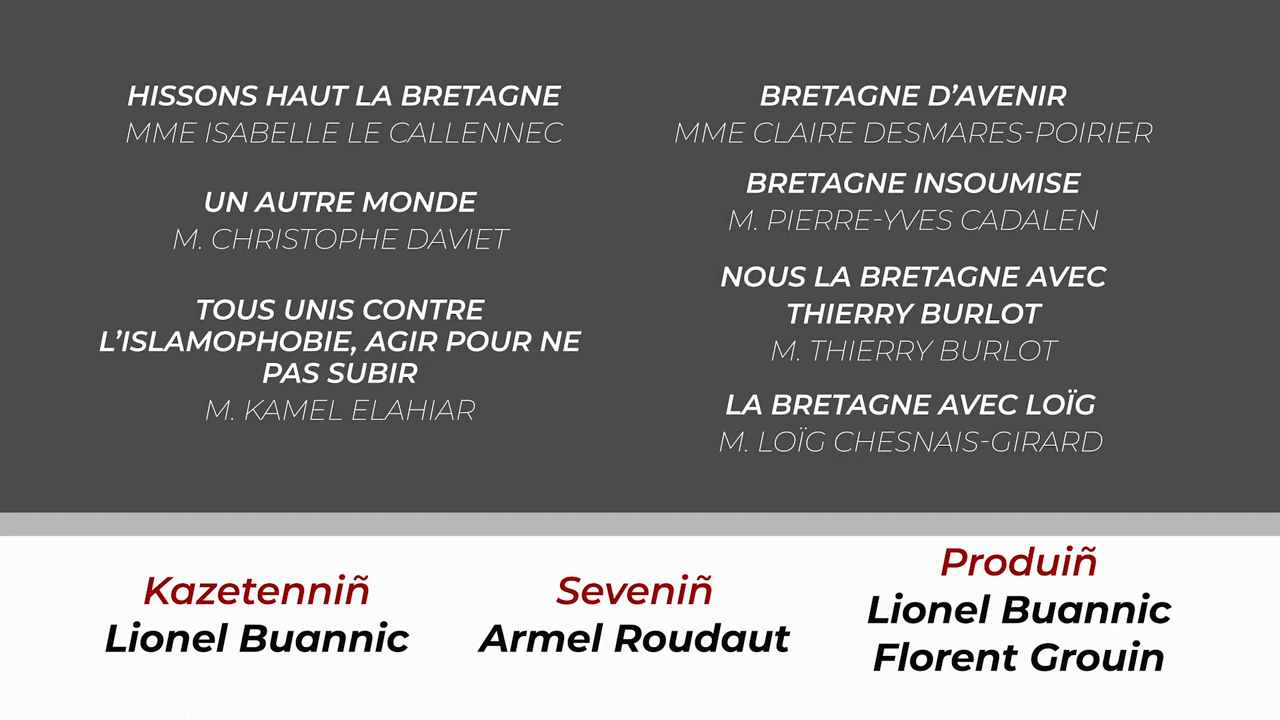 HISSONS HAUT LA BRETAGNE
MME ISABELLE LE CALLENNEC
UN AUTRE MONDE
M. CHRISTOPHE DAVIET
TOUS UNIS CONTRE
L’ISLAMOPHOBIE, AGIR POUR NE
PAS SUBIR
M. KAMEL ELAHIAR
BRETAGNE D’AVENIR
MME CLAIRE DESMARES-POIRIER
BRETAGNE INSOUMISE
M. PIERRE-YVES CADALEN
NOUS LA BRETAGNE AVEC
THIERRY BURLOT
M. THIERRY BURLOT
LA BRETAGNE AVEC LOÏG
M. LOÏG CHESNAIS-GIRARD
Kazetenniñ
Lionel Buannic
Seveniñ
Armel Roudaut
Produiñ
Lionel Buannic
Florent Grouin